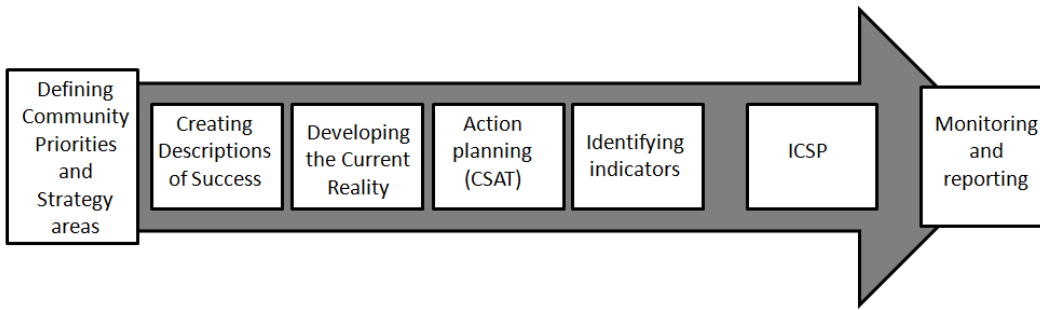 Defining
Community
Priorities
and
Strategy
areas
Creating
Descriptions
of Success
Developing
the Current
Reality
Action
planning
(CSAT)
Identifying
indicators
ICSP
Monitoring
and
reporting